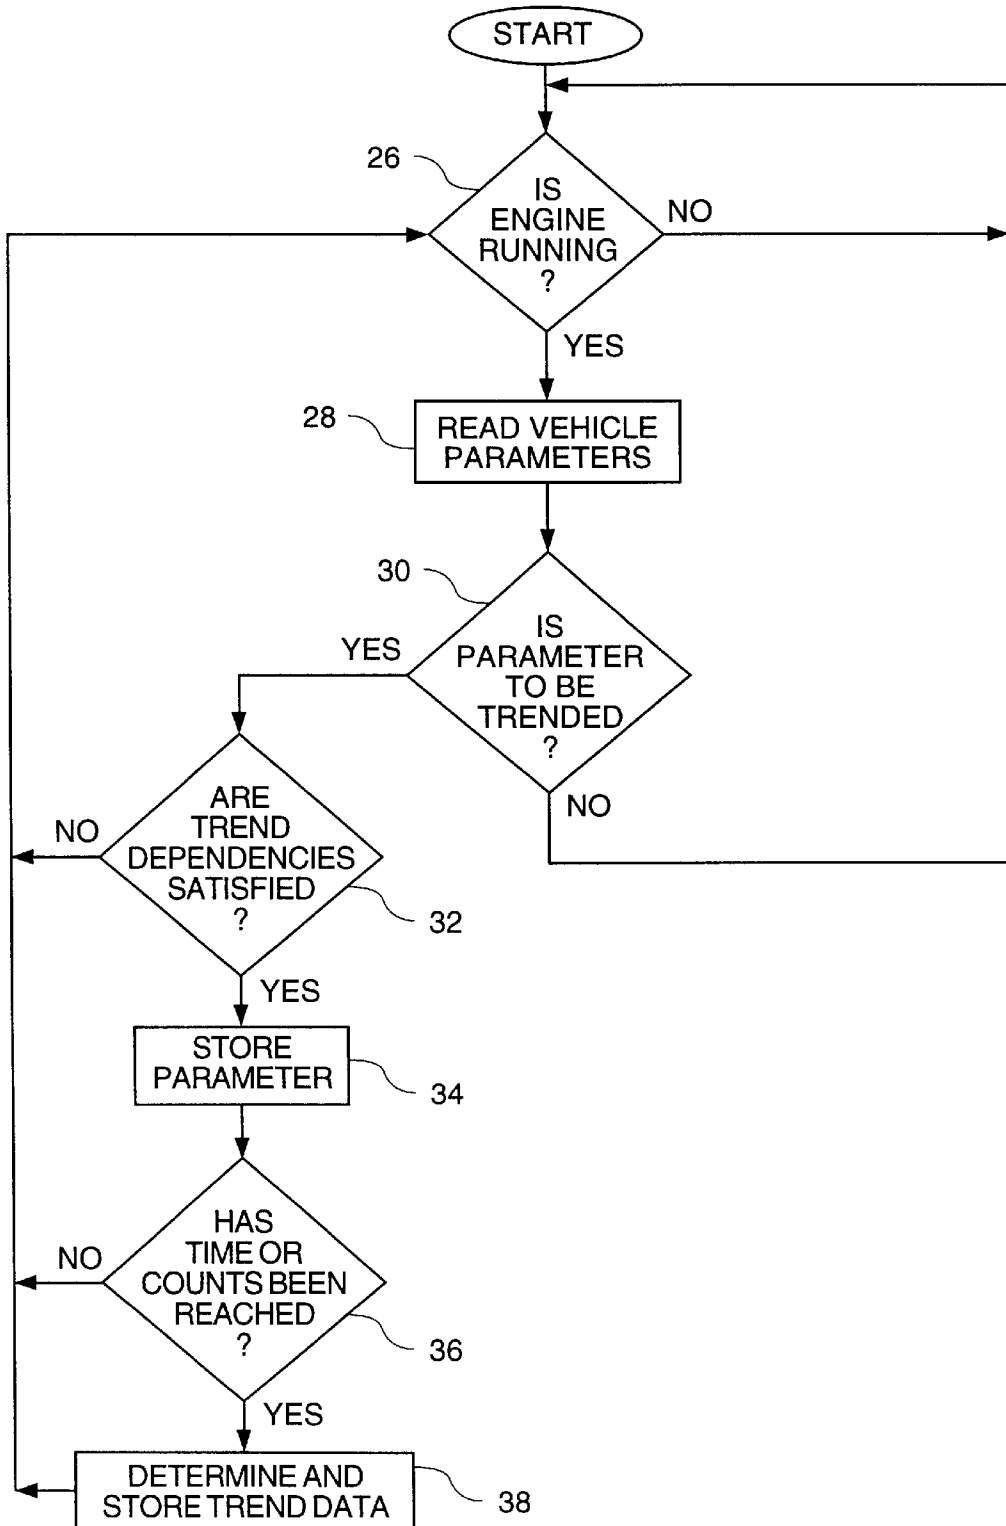 START
26
IS
ENGINE
RUNNING
?
NO
YES
28
READ VEHICLE
PARAMETERS
30
IS
PARAMETER
TO BE
TRENDED
?
YES
NO
ARE
TREND
DEPENDENCIES
SATISFIED
?
NO
32
YES
STORE
PARAMETER
34
HAS
TIME OR
COUNTS BEEN
REACHED
?
NO
36
YES
DETERMINE AND
STORE TREND DATA
38